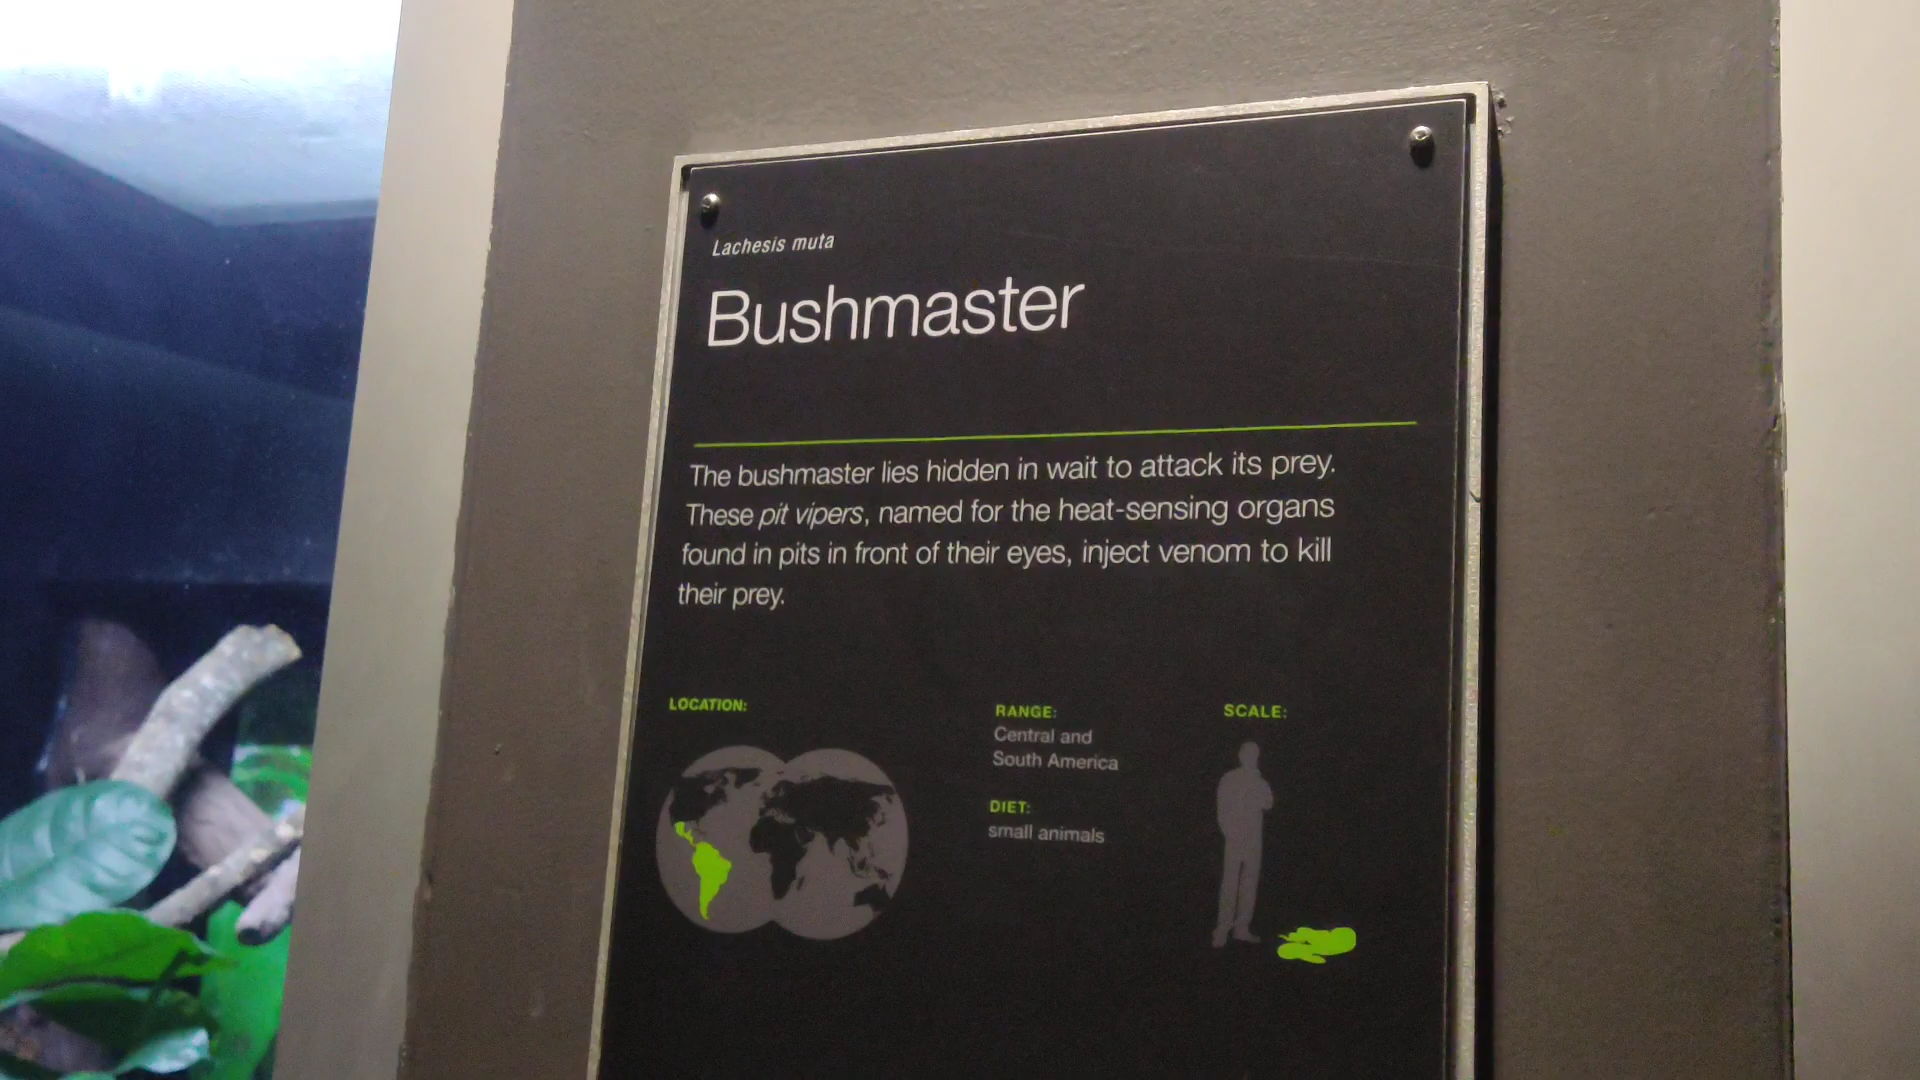 Lachesis muta
Bushmaster
The bushmaster lies hidden in wait to attack its prey.
These pit vipers, named for the heat-sensing organs
found in pits in front of their eyes, inject venom to kill
their prey.
LOCATION:
RANGE:
Central and
South America
DIET:
small animals
SCALE: